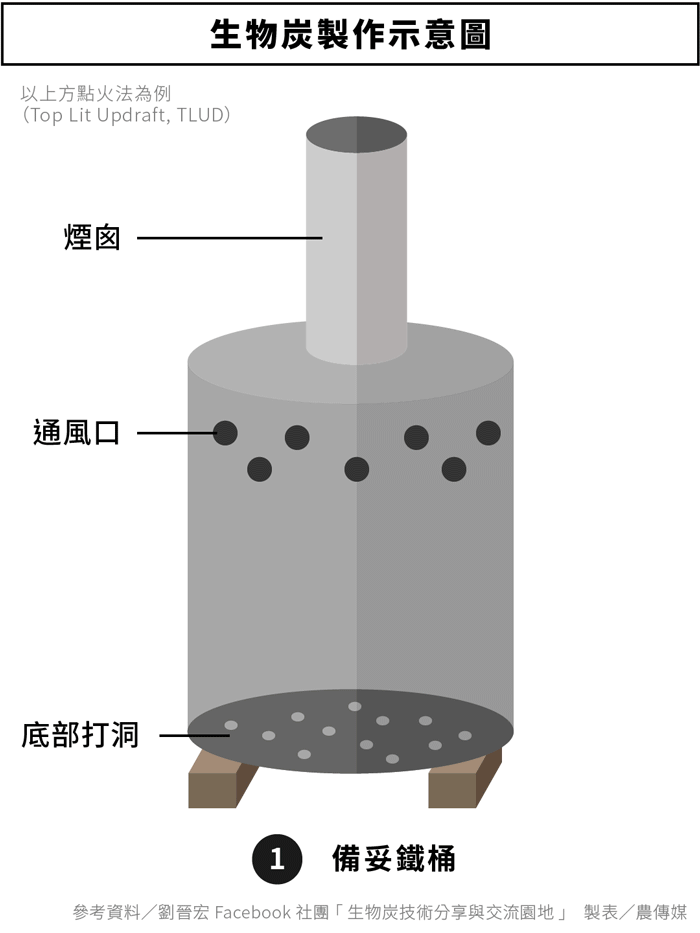 生物炭製作示意圖
以上方點火法為例
（Top Lit Updraft, TLUD）
煙囪
通風口
底部打洞
1 備妥鐵桶
參考資料／劉晉宏 Facebook 社團「生物炭技術分享與交流園地」 製表／農傳媒